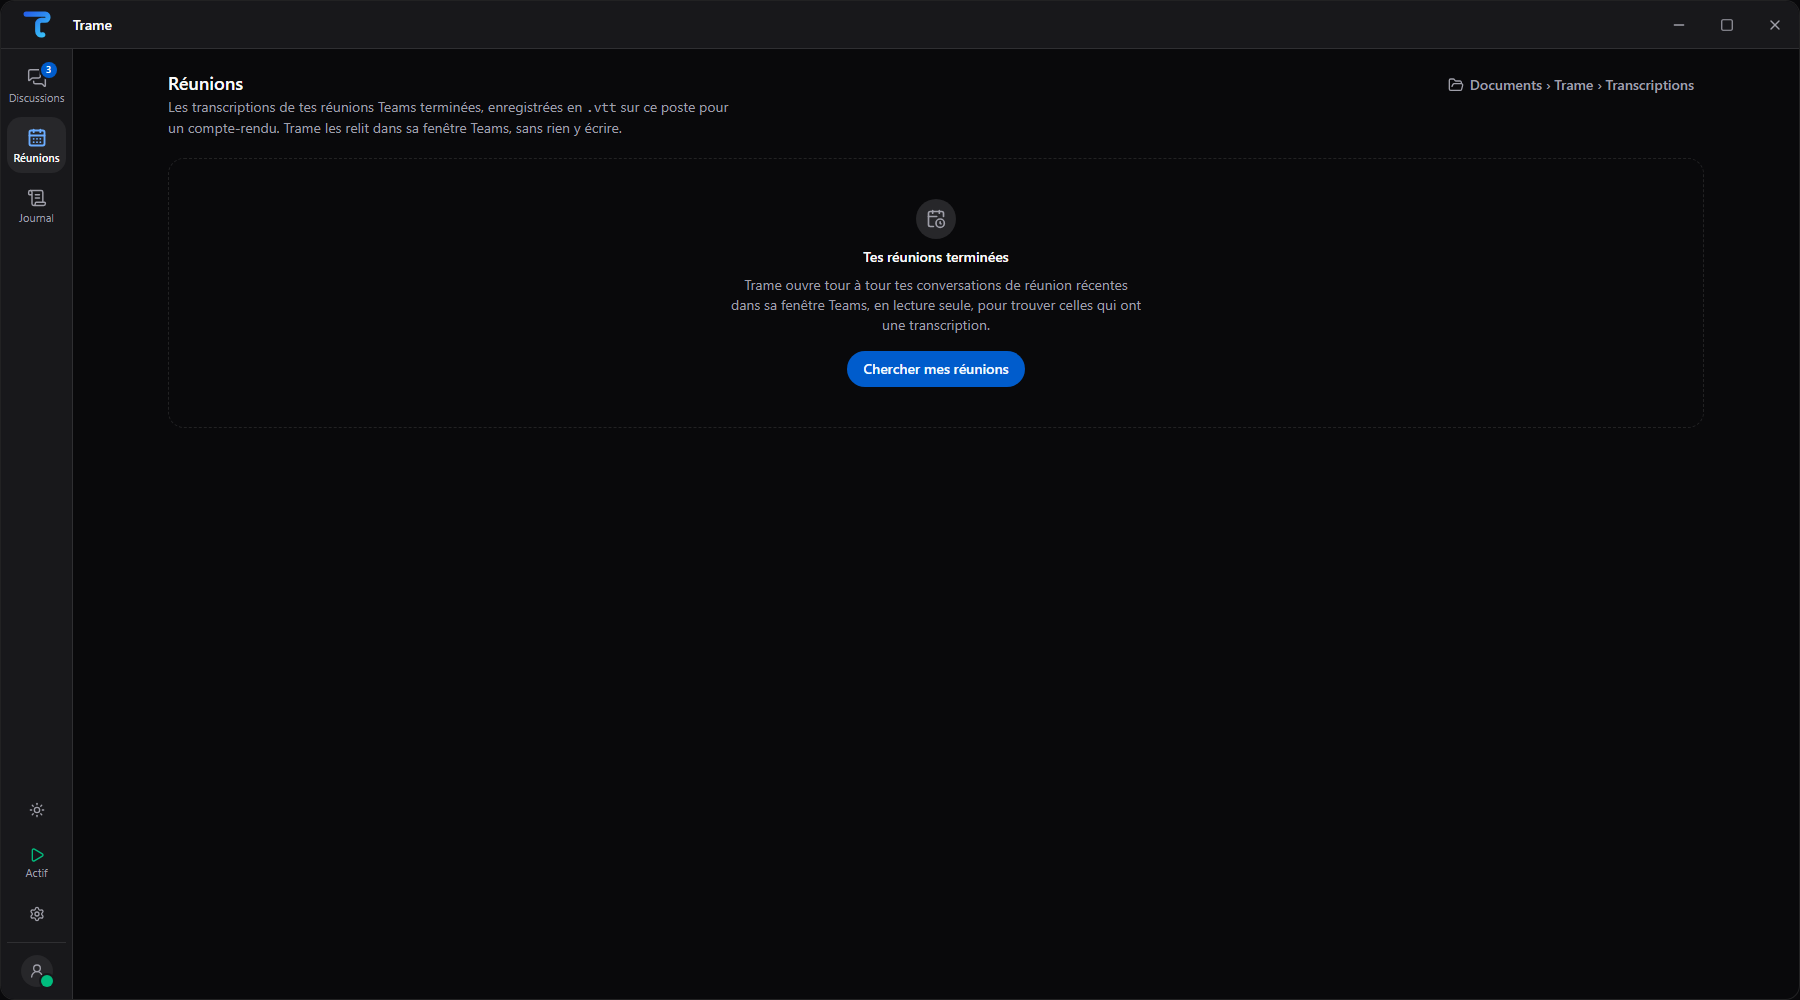 Trame
3
Discussions
Réunions
Journal
Réunions
Les transcriptions de tes réunions Teams terminées, enregistrées en .vtt sur ce poste pour
un compte-rendu. Trame les relit dans sa fenêtre Teams, sans rien y écrire.
Documents › Trame › Transcriptions
Tes réunions terminées
Trame ouvre tour à tour tes conversations de réunion récentes
dans sa fenêtre Teams, en lecture seule, pour trouver celles qui ont
une transcription.
Chercher mes réunions
Actif